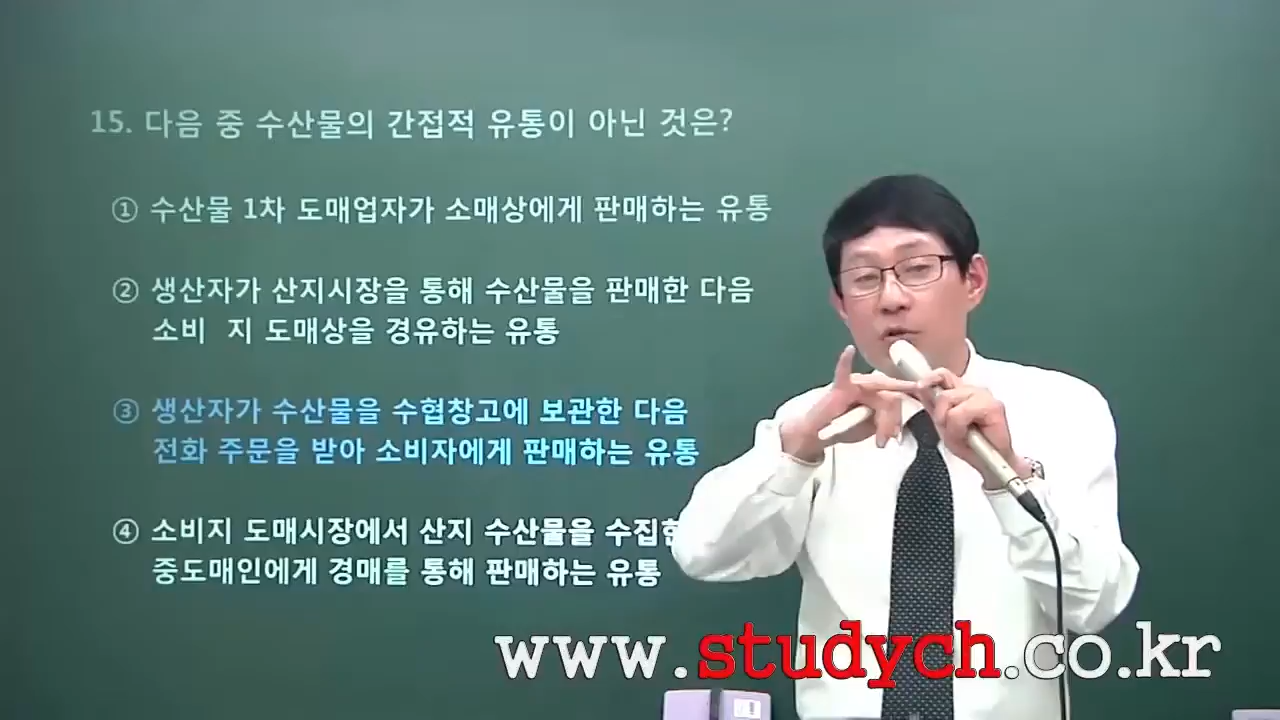 15. 다음 중 수산물의 간접적 유통이 아닌 것은?
① 수산물 1차 도매업자가 소매상에게 판매하는 유통
② 생산자가 산지시장을 통해 수산물을 판매한 다음
소비 지 도매상을 경유하는 유통
③ 생산자가 수산물을 수협창고에 보관한 다음
전화 주문을 받아 소비자에게 판매하는 유통
④ 소비지 도매시장에서 산지 수산물을
중도매인에게 경매를 통해 판매하는 유통
www.studych.co.kr